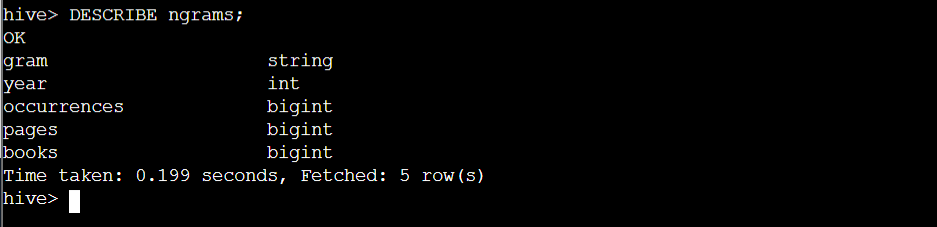 hive> DESCRIBE ngrams;
OK
gram                    string
year                    int
occurrences             bigint
pages                   bigint
books                   bigint
Time taken: 0.199 seconds, Fetched: 5 row(s)
hive>